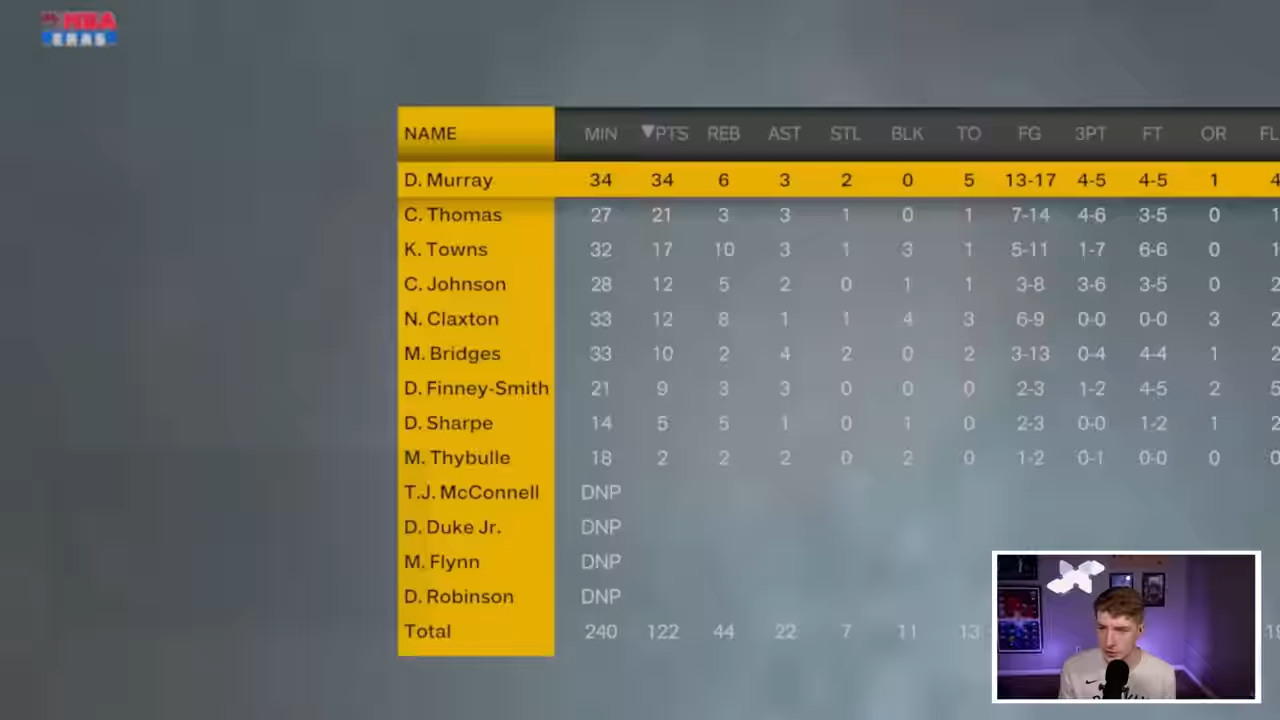 NBA
ERAS
NAME MIN ▼PTS REB AST STL BLK TO FG 3PT FT OR
D. Murray 34 34 6 3 2 0 5 13-17 4-5 4-5 1 4
C. Thomas 27 21 3 3 1 0 1 7-14 4-6 3-5 0 1
K. Towns 32 17 10 3 1 3 1 5-11 1-7 6-6 0 1
C. Johnson 28 12 5 2 0 1 1 3-8 3-6 3-5 0 2
N. Claxton 33 12 8 1 1 4 3 6-9 0-0 0-0 3 2
M. Bridges 33 10 2 4 2 0 2 3-13 0-4 4-4 1 2
D. Finney-Smith 21 9 3 3 0 0 0 2-3 1-2 4-5 2 5
D. Sharpe 14 5 5 1 0 1 0 2-3 0-0 1-2 1 2
M. Thybulle 18 2 2 2 0 2 0 1-2 0-1 0-0 0 0
T.J. McConnell DNP
D. Duke Jr. DNP
M. Flynn DNP
D. Robinson DNP
Total 240 122 44 22 7 11 13